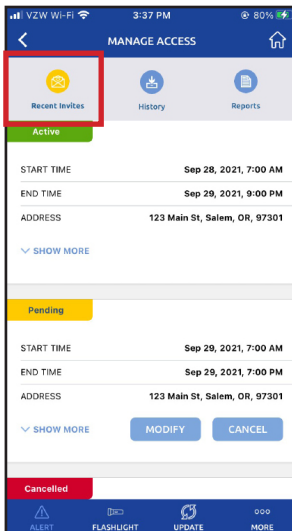 VZW Wi-Fi 3:37 PM 80%
MANAGE ACCESS
Recent Invites History Reports
Active
START TIME Sep 28, 2021, 7:00 AM
END TIME Sep 29, 2021, 9:00 PM
ADDRESS 123 Main St, Salem, OR, 97301
SHOW MORE
Pending
START TIME Sep 29, 2021, 7:00 AM
END TIME Sep 29, 2021, 7:00 PM
ADDRESS 123 Main St, Salem, OR, 97301
SHOW MORE MODIFY CANCEL
Cancelled
ALERT FLASHLIGHT UPDATE MORE